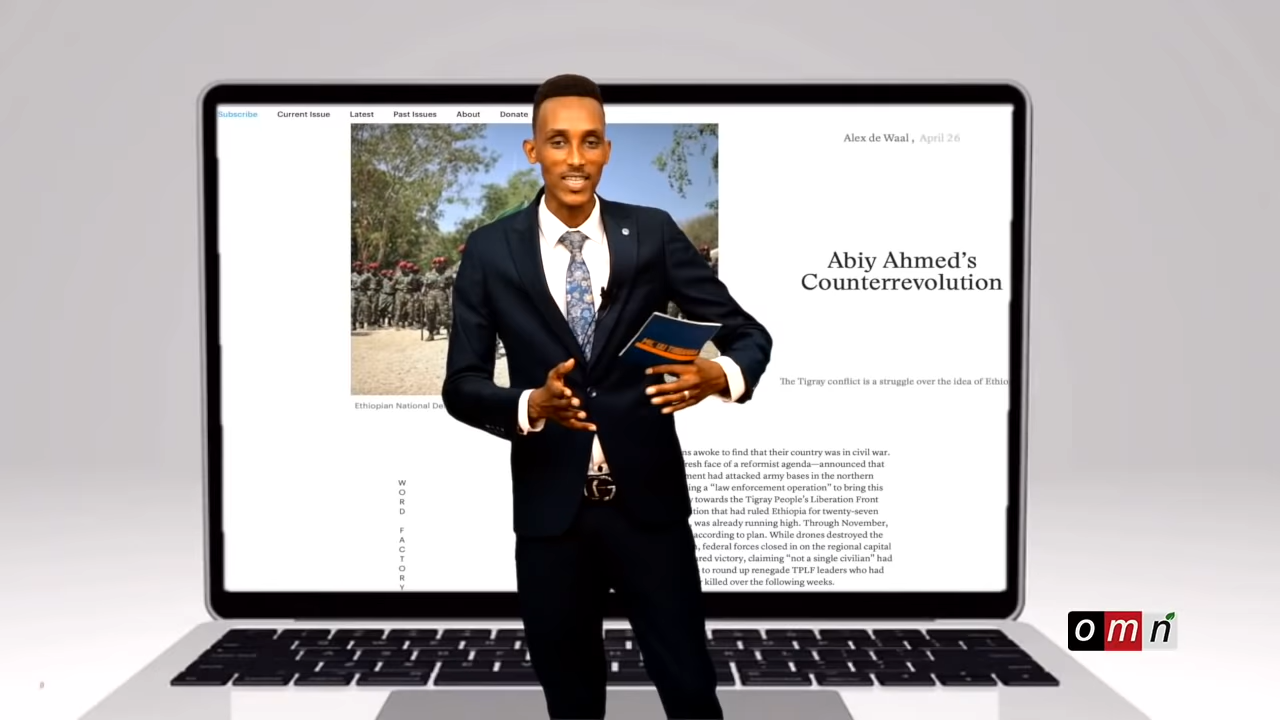 Subscribe Current Issue Latest Past Issues About Donate
Alex de Waal , April 26
Abiy Ahmed's
Counterrevolution
The Tigray conflict is a struggle over the idea of Ethio
Ethiopian National De
WORD FACTORY
ns awoke to find that their country was in civil war.
resh face of a reformist agenda—announced that
ment had attacked army bases in the northern
ing a “law enforcement operation” to bring this
towards the Tigray People's Liberation Front
ition that had ruled Ethiopia for twenty-seven
, was already running high. Through November,
according to plan. While drones destroyed the
, federal forces closed in on the regional capital
ared victory, claiming “not a single civilian” had
to round up renegade TPLF leaders who had
killed over the following weeks.
omn